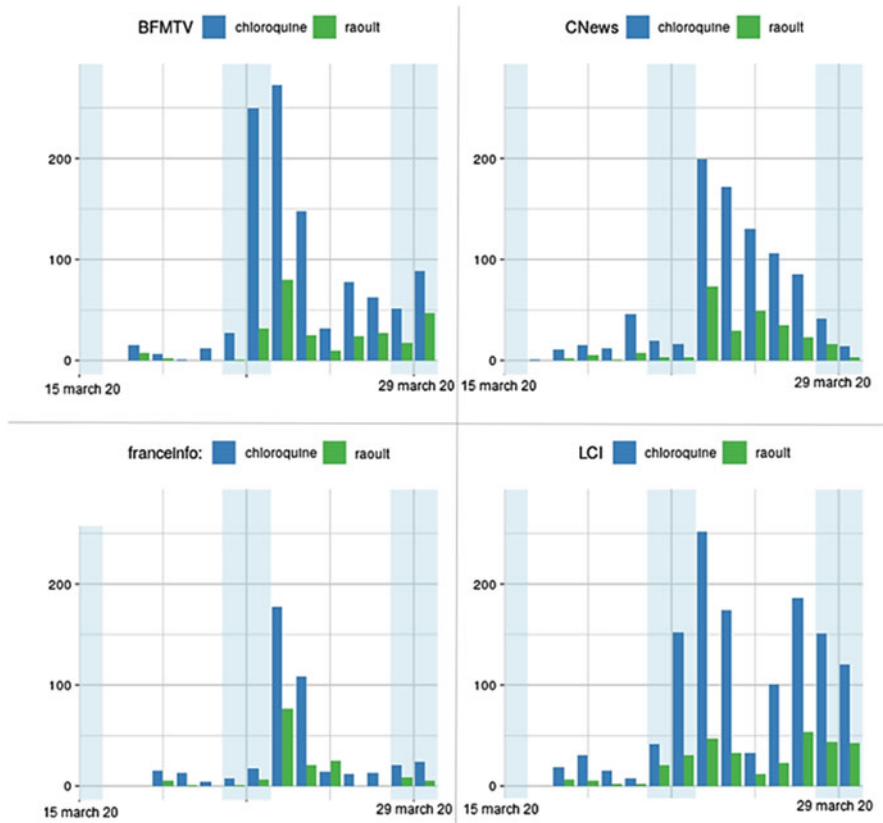 BFMTV chloroquine raoult
200
100
0
15 march 20
29 march 20
CNews chloroquine raoult
200
100
0
15 march 20
29 march 20
franceInfo: chloroquine raoult
200
100
0
15 march 20
29 march 20
LCI chloroquine raoult
200
100
0
15 march 20
29 march 20